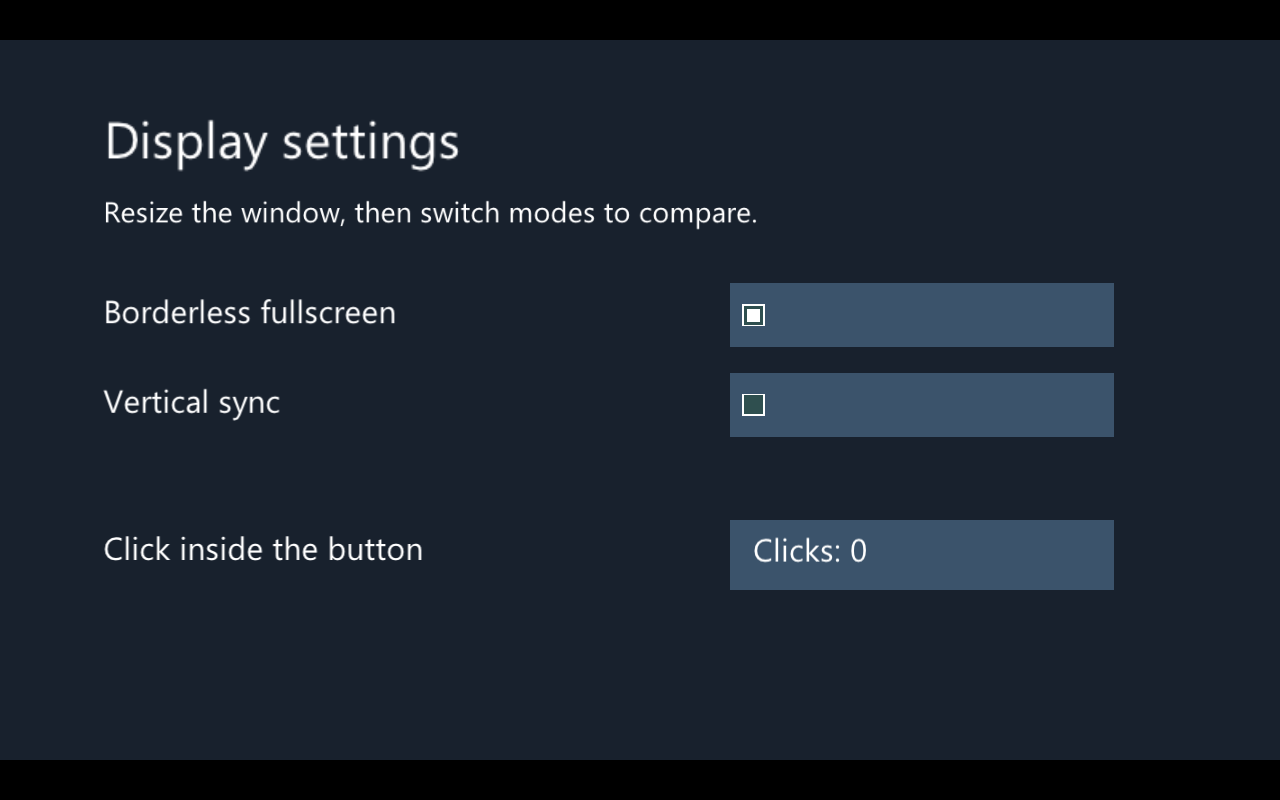 Display settings
Resize the window, then switch modes to compare.
Borderless fullscreen
Vertical sync
Click inside the button
Clicks: 0